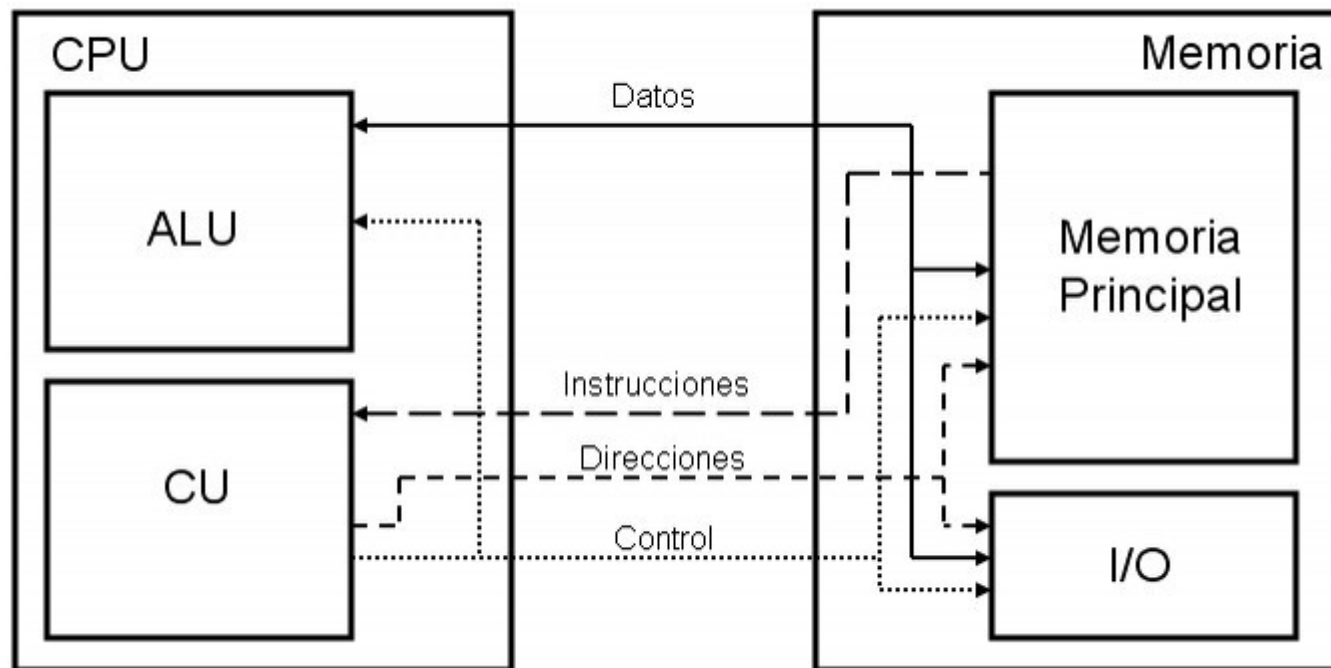 CPU
Memoria
Datos
ALU
Memoria
Principal
Instrucciones
Direcciones
CU
Control
I/O